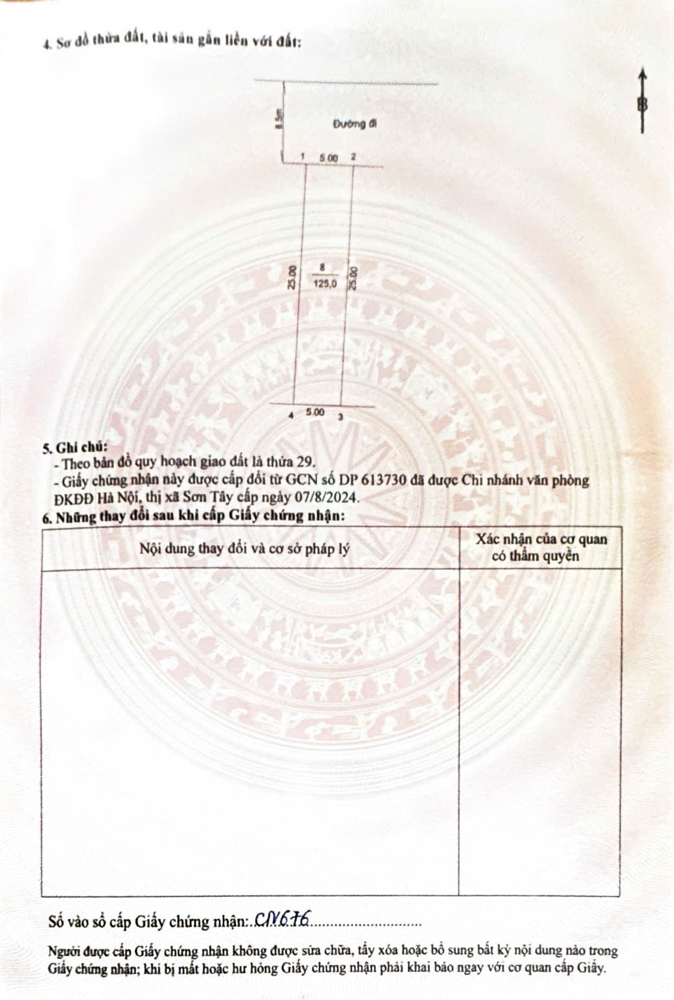 4. Sơ đồ thửa đất, tài sản gắn liền với đất:
B
8.5m
Đường đi
1 5.00 2
25.00
8
125,0
25.00
4 5.00 3
5. Ghi chú:
- Theo bản đồ quy hoạch giao đất là thửa 29.
- Giấy chứng nhận này được cấp đổi từ GCN số DP 613730 đã được Chi nhánh văn phòng
ĐKĐĐ Hà Nội, thị xã Sơn Tây cấp ngày 07/8/2024.
6. Những thay đổi sau khi cấp Giấy chứng nhận:
Nội dung thay đổi và cơ sở pháp lý
Xác nhận của cơ quan
có thẩm quyền
Số vào sổ cấp Giấy chứng nhận: CN676
Người được cấp Giấy chứng nhận không được sửa chữa, tẩy xóa hoặc bổ sung bất kỳ nội dung nào trong
Giấy chứng nhận; khi bị mất hoặc hư hỏng Giấy chứng nhận phải khai báo ngay với cơ quan cấp Giấy.